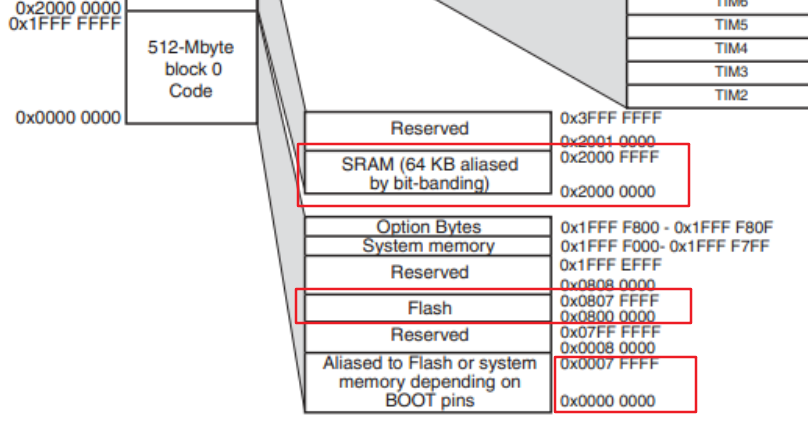 0x2000 0000
0x1FFF FFFF
512-Mbyte
block 0
Code
0x0000 0000
TIM6
TIM5
TIM4
TIM3
TIM2
Reserved
0x3FFF FFFF
0x2001 0000
SRAM (64 KB aliased
by bit-banding)
0x2000 FFFF
0x2000 0000
Option Bytes
0x1FFF F800 - 0x1FFF F80F
System memory
0x1FFF F000- 0x1FFF F7FF
Reserved
0x1FFF EFFF
0x0808 0000
Flash
0x0807 FFFF
0x0800 0000
Reserved
0x07FF FFFF
0x0008 0000
Aliased to Flash or system
memory depending on
BOOT pins
0x0007 FFFF
0x0000 0000